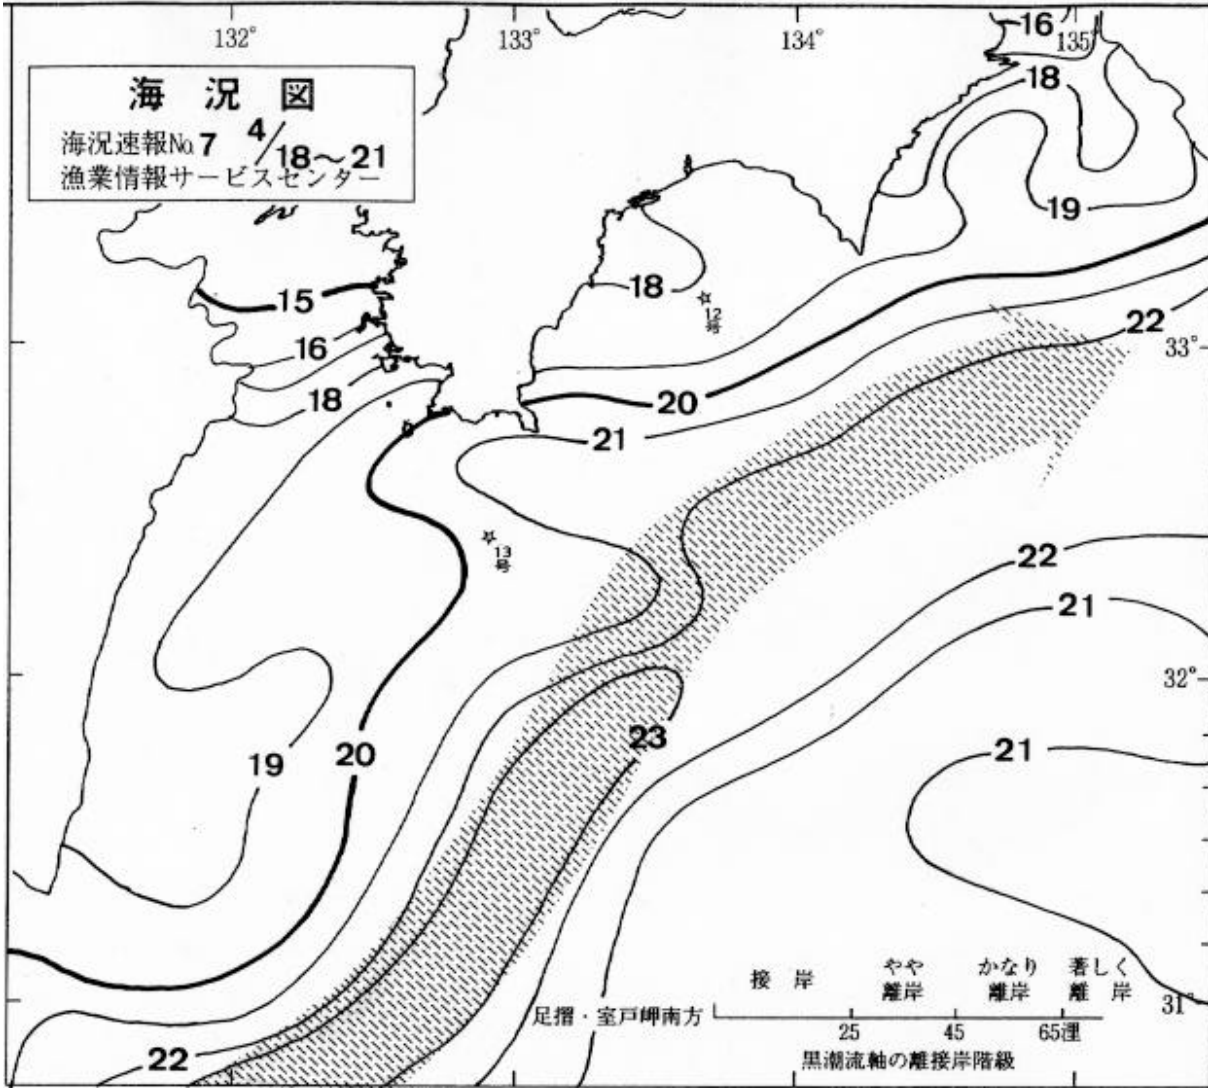 132°
133°
134°
135°
16
海況図
海況速報No.7 4/18～21
漁業情報サービスセンター
18
19
15
18
☆12号
16
22
33°
18
20
21
☆13号
22
21
32°
19
20
23
21
接岸 やや離岸 かなり離岸 著しく離岸
足摺・室戸岬南方
31°
25 45 65浬
黒潮流軸の離接岸階級
22